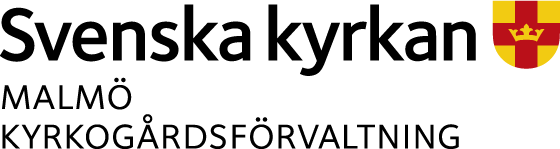 Svenska kyrkan
MALMÖ
KYRKOGÅRDSFÖRVALTNING